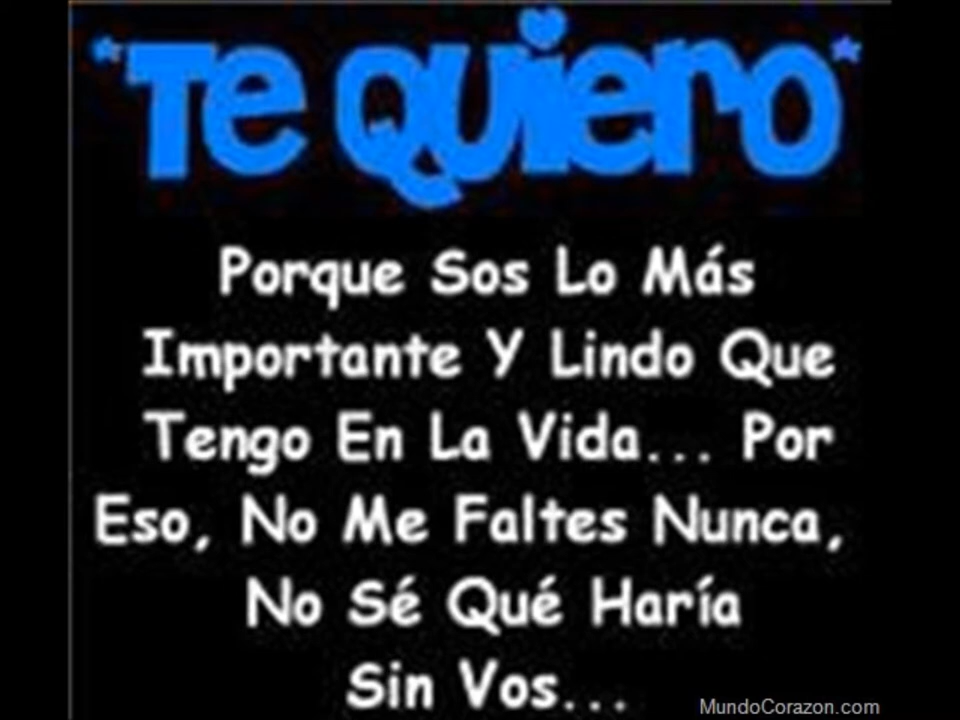 *Te Quiero*
Porque Sos Lo Más
Importante Y Lindo Que
Tengo En La Vida... Por
Eso, No Me Faltes Nunca,
No Sé Qué Haría
Sin Vos...
MundoCorazon.com